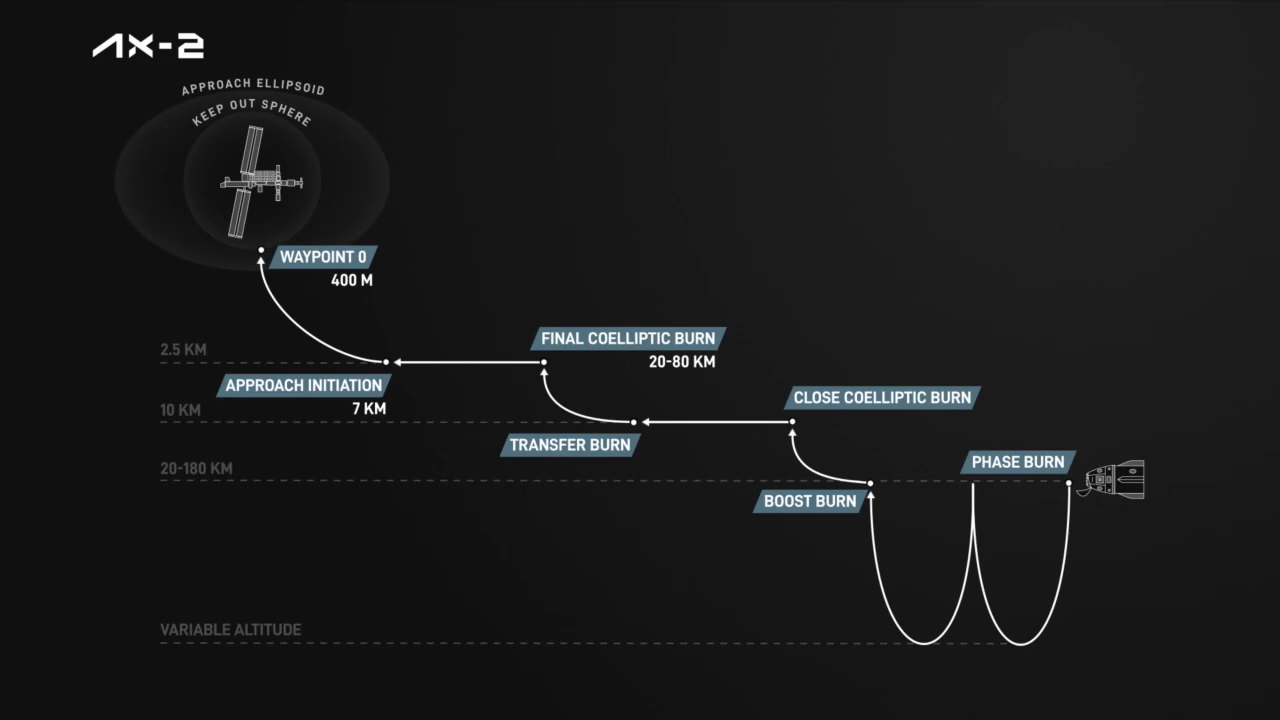 AX-2
APPROACH ELLIPSOID
KEEP OUT SPHERE
WAYPOINT 0
400 M
FINAL COELLIPTIC BURN
20-80 KM
2.5 KM
APPROACH INITIATION
7 KM
CLOSE COELLIPTIC BURN
10 KM
TRANSFER BURN
PHASE BURN
20-180 KM
BOOST BURN
VARIABLE ALTITUDE